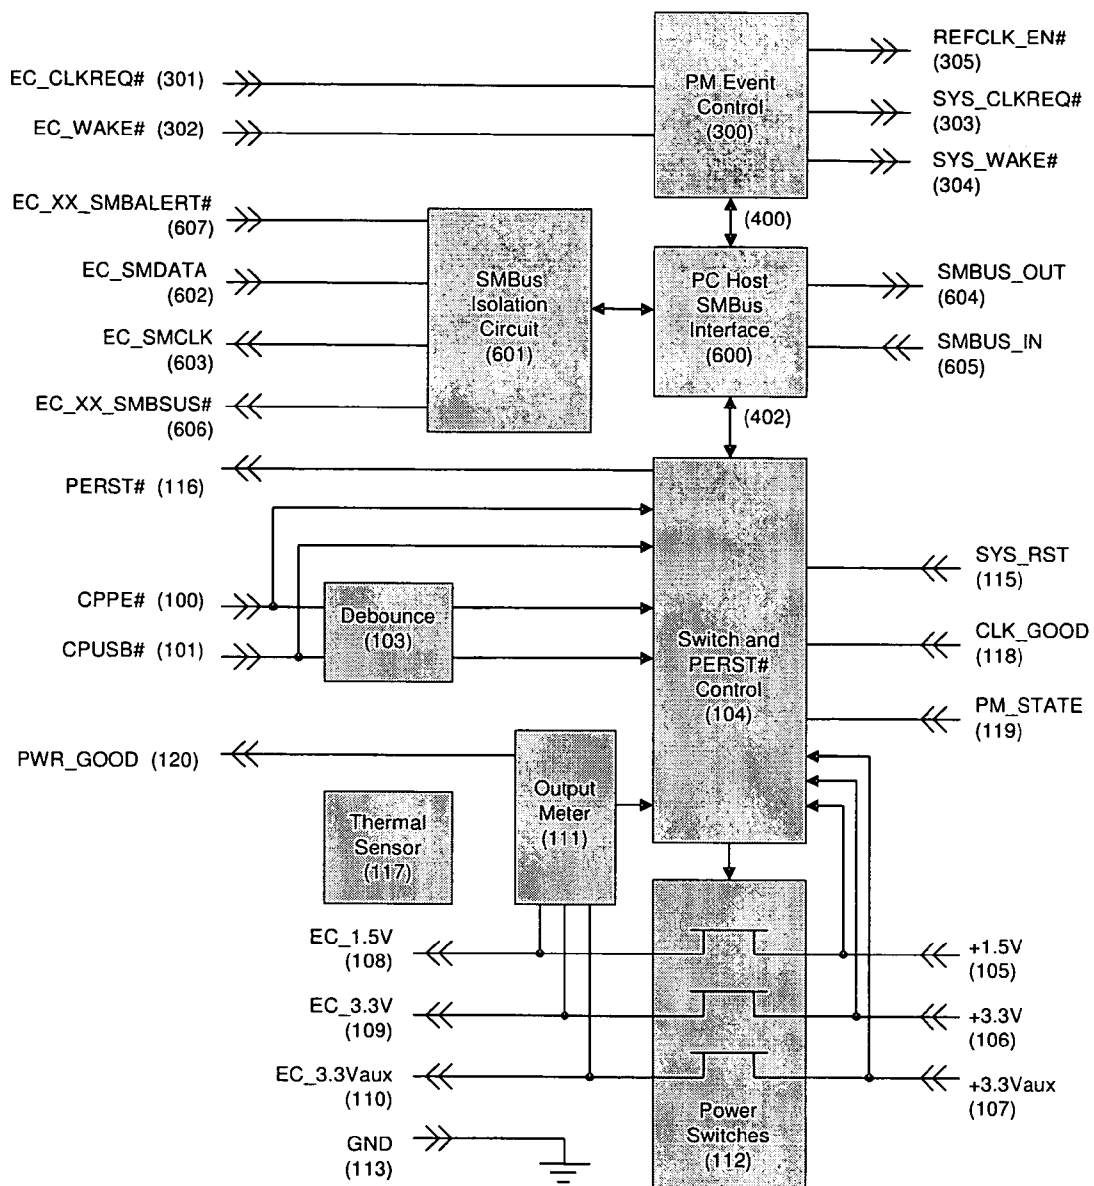 REFCLK_EN#
(305)
EC_CLKREQ# (301)
PM Event
Control
(300)
SYS_CLKREQ#
(303)
EC_WAKE# (302)
SYS_WAKE#
(304)
EC_XX_SMBALERT#
(607)
(400)
EC_SMDATA
(602)
SMBus
Isolation
Circuit
(601)
PC Host
SMBus
Interface
(600)
SMBUS_OUT
(604)
EC_SMCLK
(603)
SMBUS_IN
(605)
EC_XX_SMBSUS#
(606)
(402)
PERST# (116)
SYS_RST
(115)
CPPE# (100)
Debounce
(103)
CPUSB# (101)
Switch and
PERST#
Control
(104)
CLK_GOOD
(118)
PM_STATE
(119)
PWR_GOOD (120)
Output
Meter
(111)
Thermal
Sensor
(117)
EC_1.5V
(108)
+1.5V
(105)
EC_3.3V
(109)
+3.3V
(106)
EC_3.3Vaux
(110)
+3.3Vaux
(107)
Power
Switches
(112)
GND
(113)